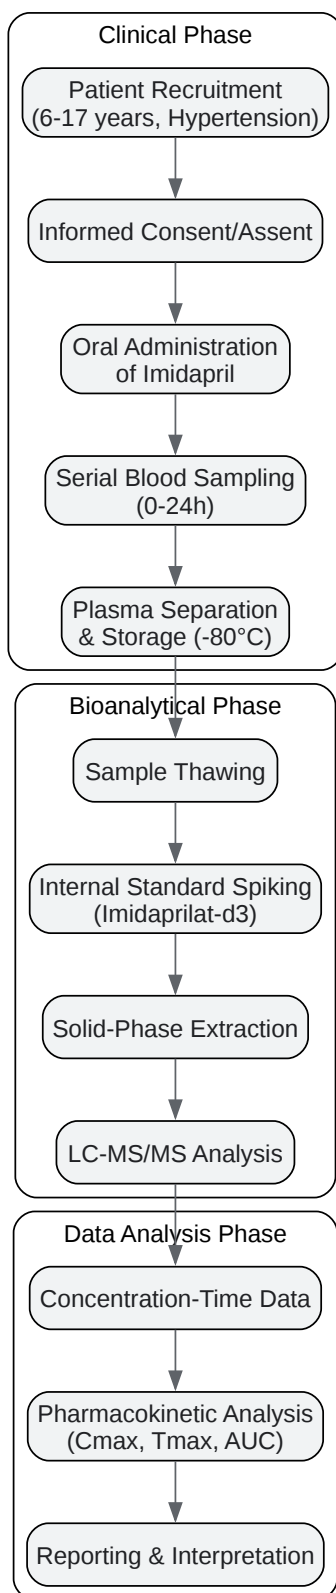 Clinical Phase
Patient Recruitment
(6-17 years, Hypertension)
Informed Consent/Assent
Oral Administration
of Imidapril
Serial Blood Sampling
(0-24h)
Plasma Separation
& Storage (-80°C)
Bioanalytical Phase
Sample Thawing
Internal Standard Spiking
(Imidaprilat-d3)
Solid-Phase Extraction
LC-MS/MS Analysis
Data Analysis Phase
Concentration-Time Data
Pharmacokinetic Analysis
(Cmax, Tmax, AUC)
Reporting & Interpretation